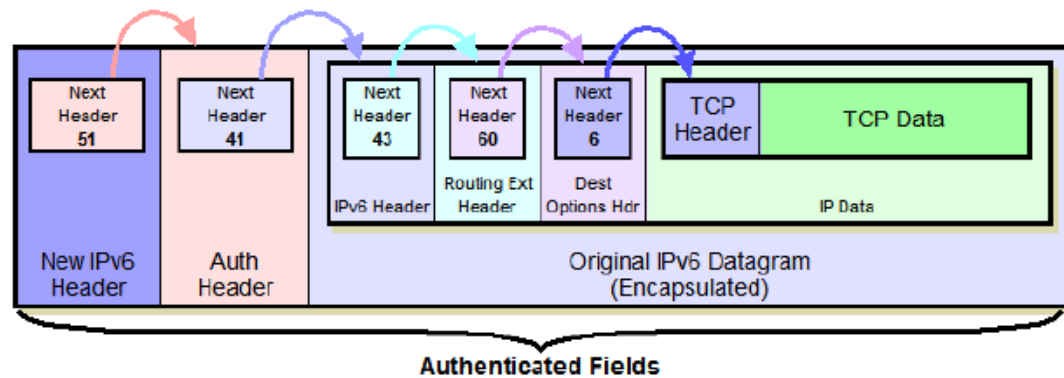 Next
Header
51
Next
Header
41
Next
Header
43
Next
Header
60
Next
Header
6
TCP
Header
TCP Data
IPv6 Header
Routing Ext
Header
Dest
Options Hdr
IP Data
New IPv6
Header
Auth
Header
Original IPv6 Datagram
(Encapsulated)
Authenticated Fields